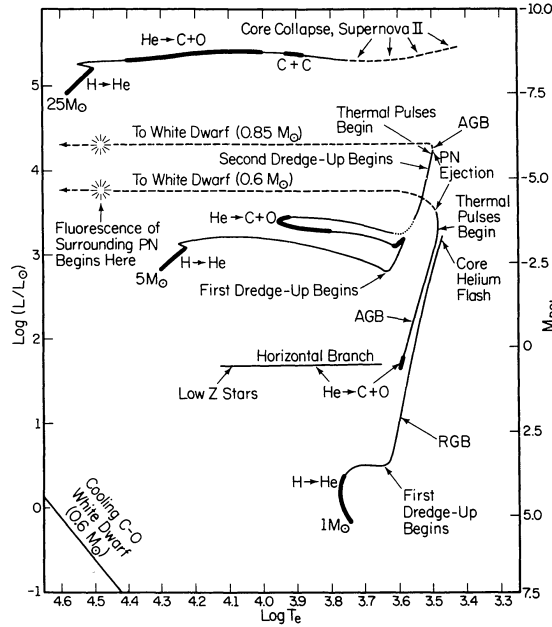 Core Collapse, Supernova II
-10.0
He→C+O
C+C
5
H→He
25M⊙
-7.5
Thermal Pulses
Begin
AGB
To White Dwarf (0.85 M⊙)
Second Dredge-Up Begins
PN
Ejection
4
To White Dwarf (0.6 M⊙)
-5.0
Thermal
Pulses
Begin
He→C+O
Fluorescence of
Surrounding PN
Begins Here
3
H→He
5M⊙
Core
Helium
Flash
-2.5
First Dredge-Up Begins
Log (L/L⊙)
AGB
2
0
Horizontal Branch
Low Z Stars
He→C+O
1
RGB
2.5
H→He
0
1M⊙
First
Dredge-Up
Begins
5.0
Cooling C-O
White Dwarf
(0.6 M⊙)
-1
7.5
4.6 4.5 4.4 4.3 4.2 4.1 4.0 3.9 3.8 3.7 3.6 3.5 3.4 3.3
Log Te